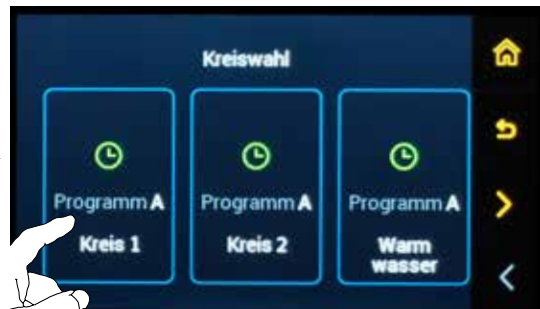 Kreiswahl
Programm A
Kreis 1
Programm A
Kreis 2
Programm A
Warm
wasser